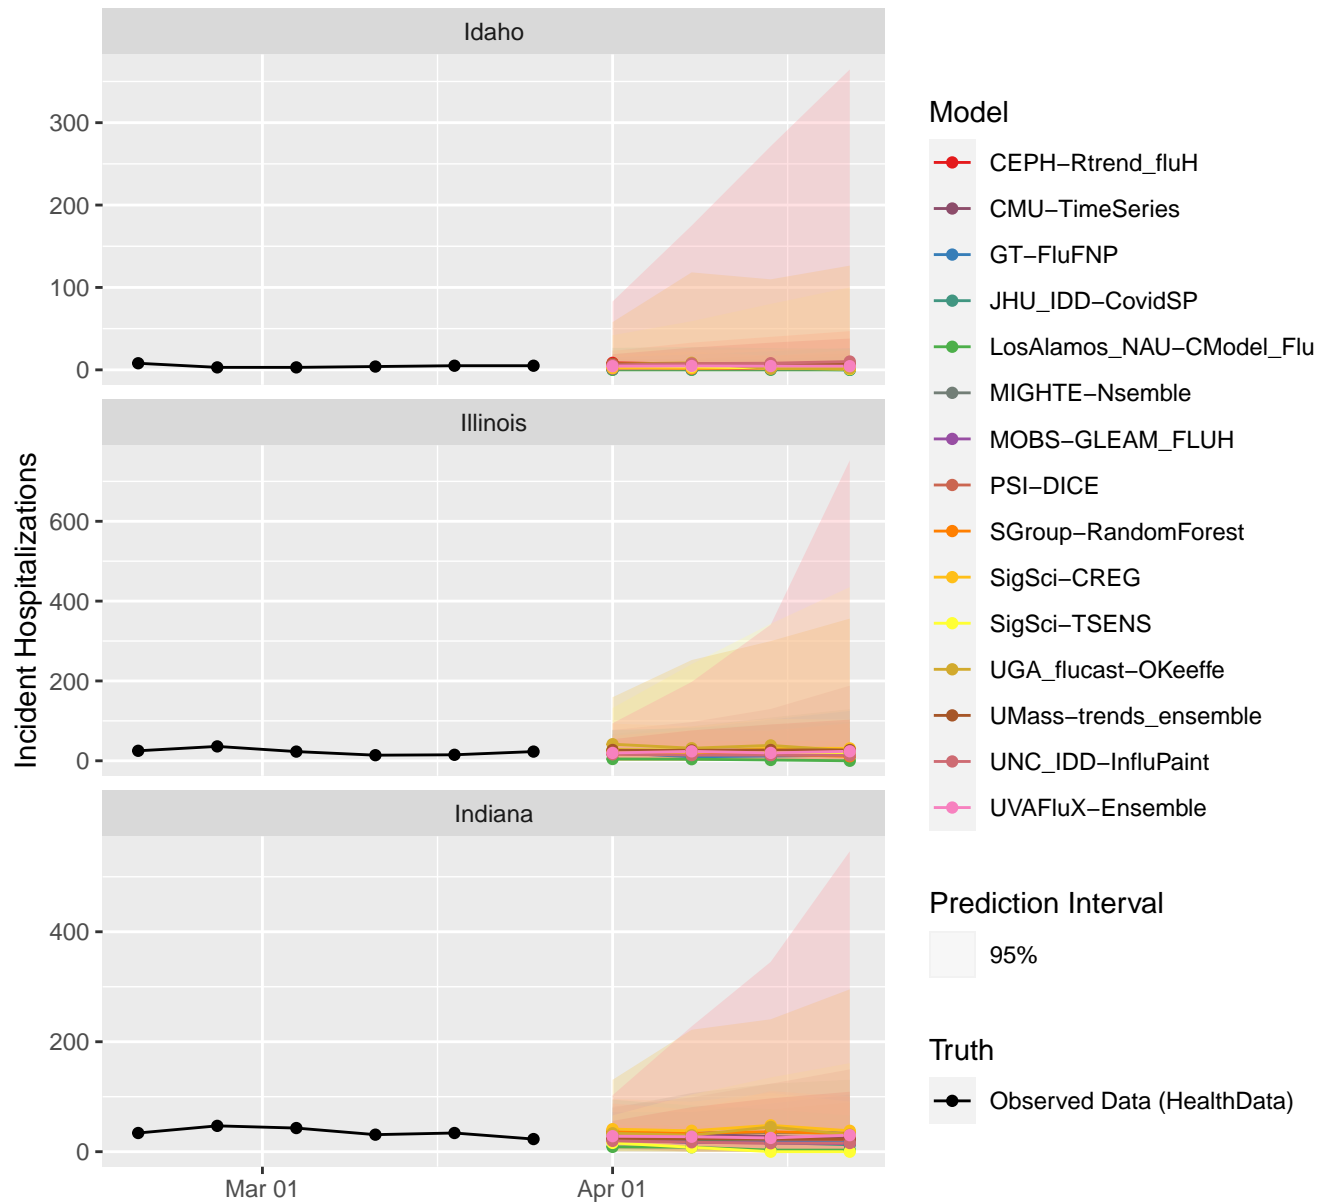 Idaho
300
200
100
0
Illinois
600
400
200
0
Indiana
400
200
0
Mar 01
Apr 01
Incident Hospitalizations
Model
CEPH−Rtrend_fluH
CMU−TimeSeries
GT−FluFNP
JHU_IDD−CovidSP
LosAlamos_NAU−CModel_Flu
MIGHTE−Nsemble
MOBS−GLEAM_FLUH
PSI−DICE
SGroup−RandomForest
SigSci−CREG
SigSci−TSENS
UGA_flucast−OKeeffe
UMass−trends_ensemble
UNC_IDD−InfluPaint
UVAFluX−Ensemble
Prediction Interval
95%
Truth
Observed Data (HealthData)